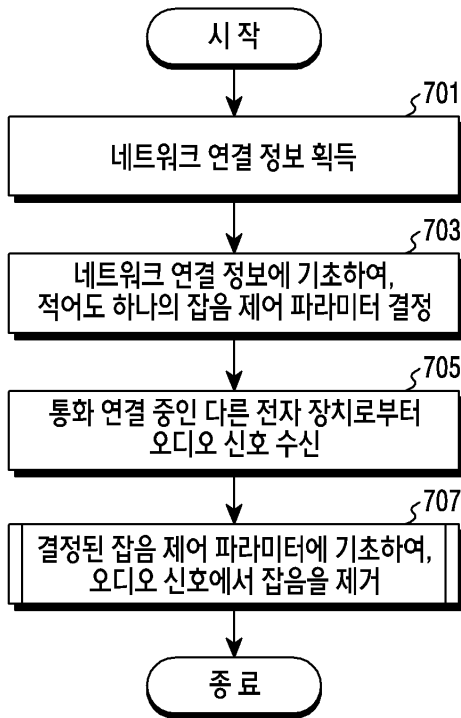 시 작
701
네트워크 연결 정보 획득
703
네트워크 연결 정보에 기초하여,
적어도 하나의 잡음 제어 파라미터 결정
705
통화 연결 중인 다른 전자 장치로부터
오디오 신호 수신
707
결정된 잡음 제어 파라미터에 기초하여,
오디오 신호에서 잡음을 제거
종 료